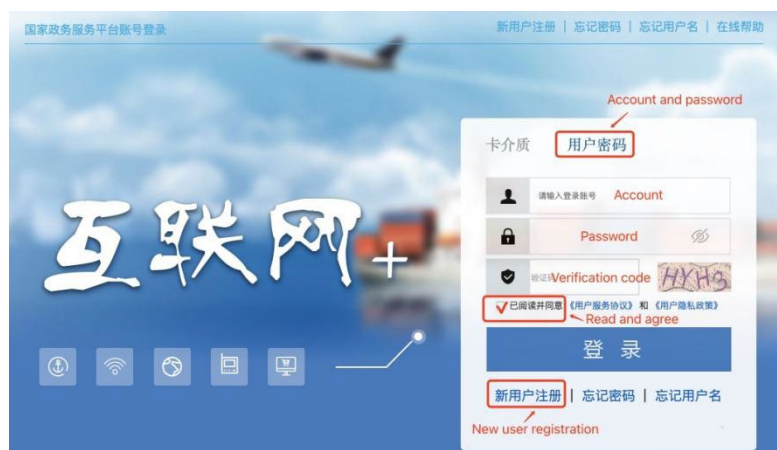 国家政务服务平台账号登录
新用户注册 | 忘记密码 | 忘记用户名 | 在线帮助
Account and password
卡介质 用户密码
请输入登录账号 Account
Password
验证码 Verification code HYH3
已阅读并同意《用户服务协议》和《用户隐私政策》
Read and agree
登 录
新用户注册 | 忘记密码 | 忘记用户名
New user registration
互联网+